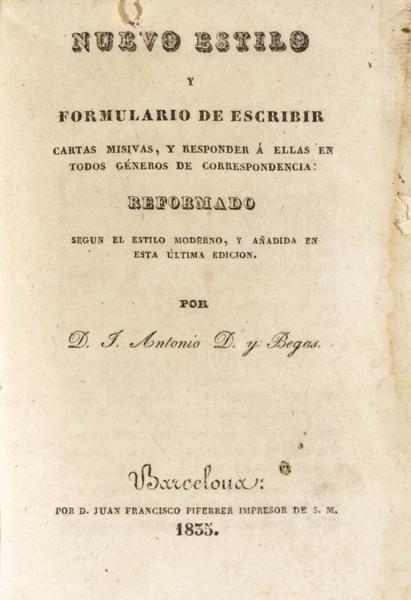 NUEVO ESTILO
Y
FORMULARIO DE ESCRIBIR
CARTAS MISIVAS, Y RESPONDER Á ELLAS EN
TODOS GÉNEROS DE CORRESPONDENCIA:
REFORMADO
SEGUN EL ESTILO MODERNO, Y AÑADIDA EN
ESTA ÚLTIMA EDICION.
POR
D. J. Antonio D. y Begas.
Barcelona:
POR D. JUAN FRANCISCO PIFERRER IMPRESOR DE S. M.
1835.